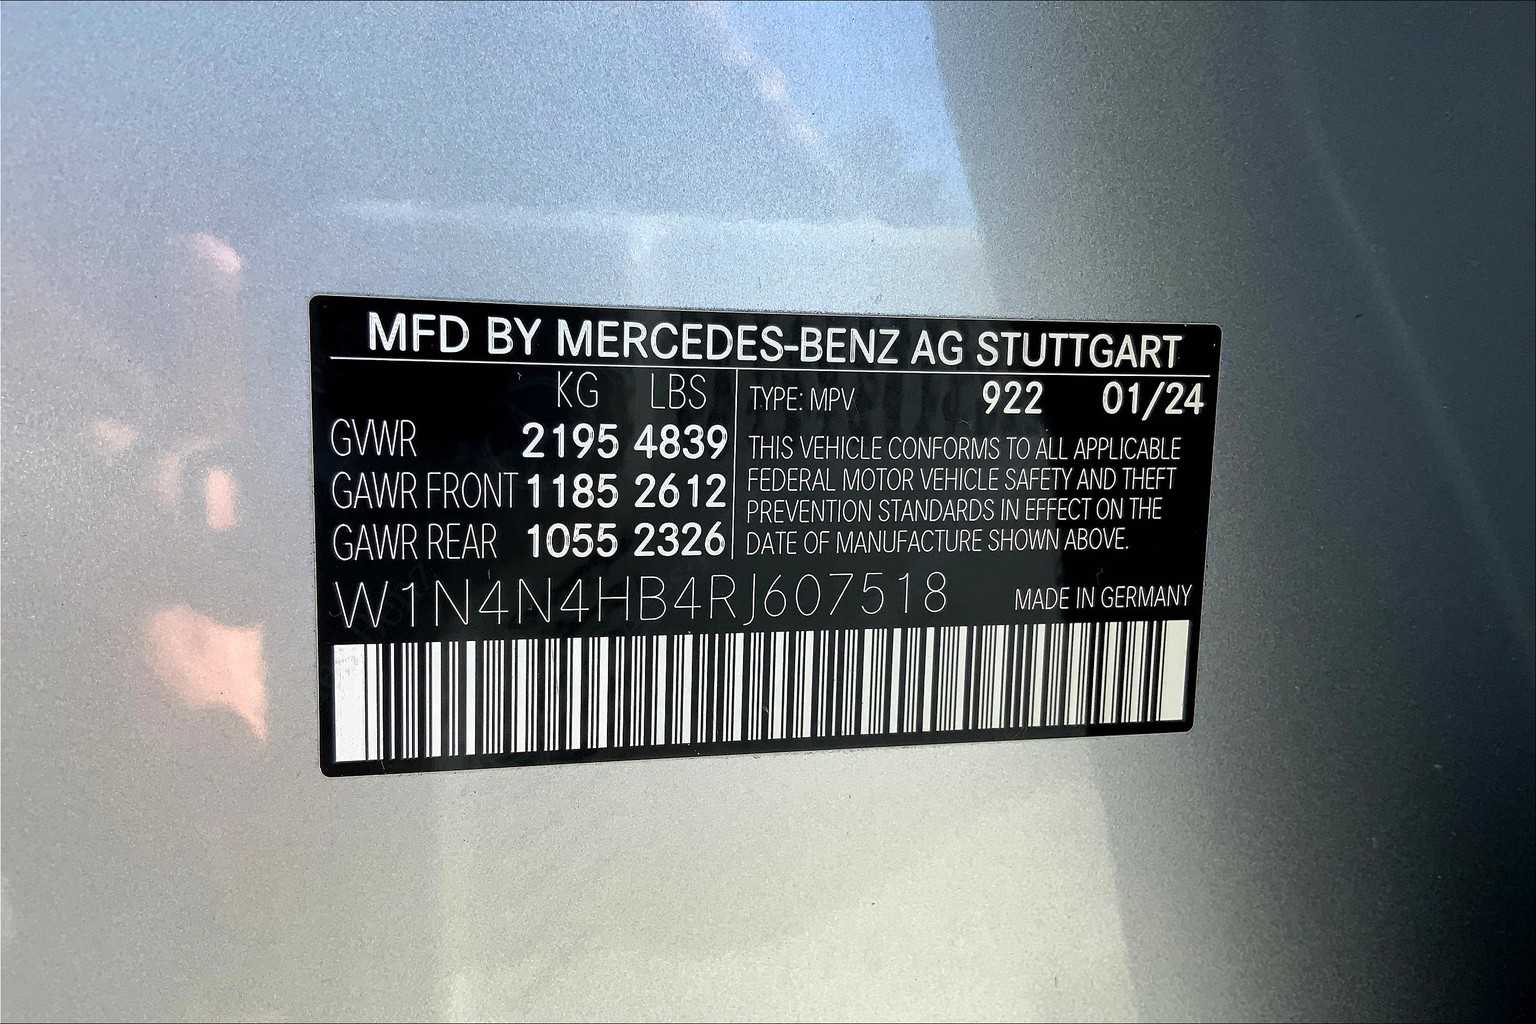 MFD BY MERCEDES-BENZ AG STUTTGART
KG LBS
GVWR 2195 4839
GAWR FRONT 1185 2612
GAWR REAR 1055 2326
TYPE: MPV 922 01/24
THIS VEHICLE CONFORMS TO ALL APPLICABLE
FEDERAL MOTOR VEHICLE SAFETY AND THEFT
PREVENTION STANDARDS IN EFFECT ON THE
DATE OF MANUFACTURE SHOWN ABOVE.
W1N4N4HB4RJ607518
MADE IN GERMANY